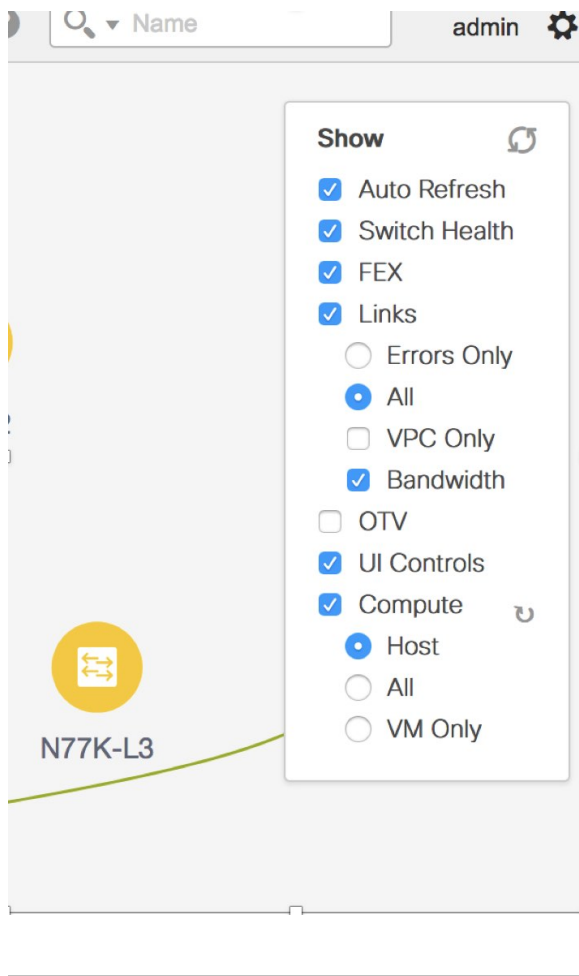 Name
admin
Show
Auto Refresh
Switch Health
FEX
Links
Errors Only
All
VPC Only
Bandwidth
OTV
UI Controls
Compute
Host
All
VM Only
N77K-L3